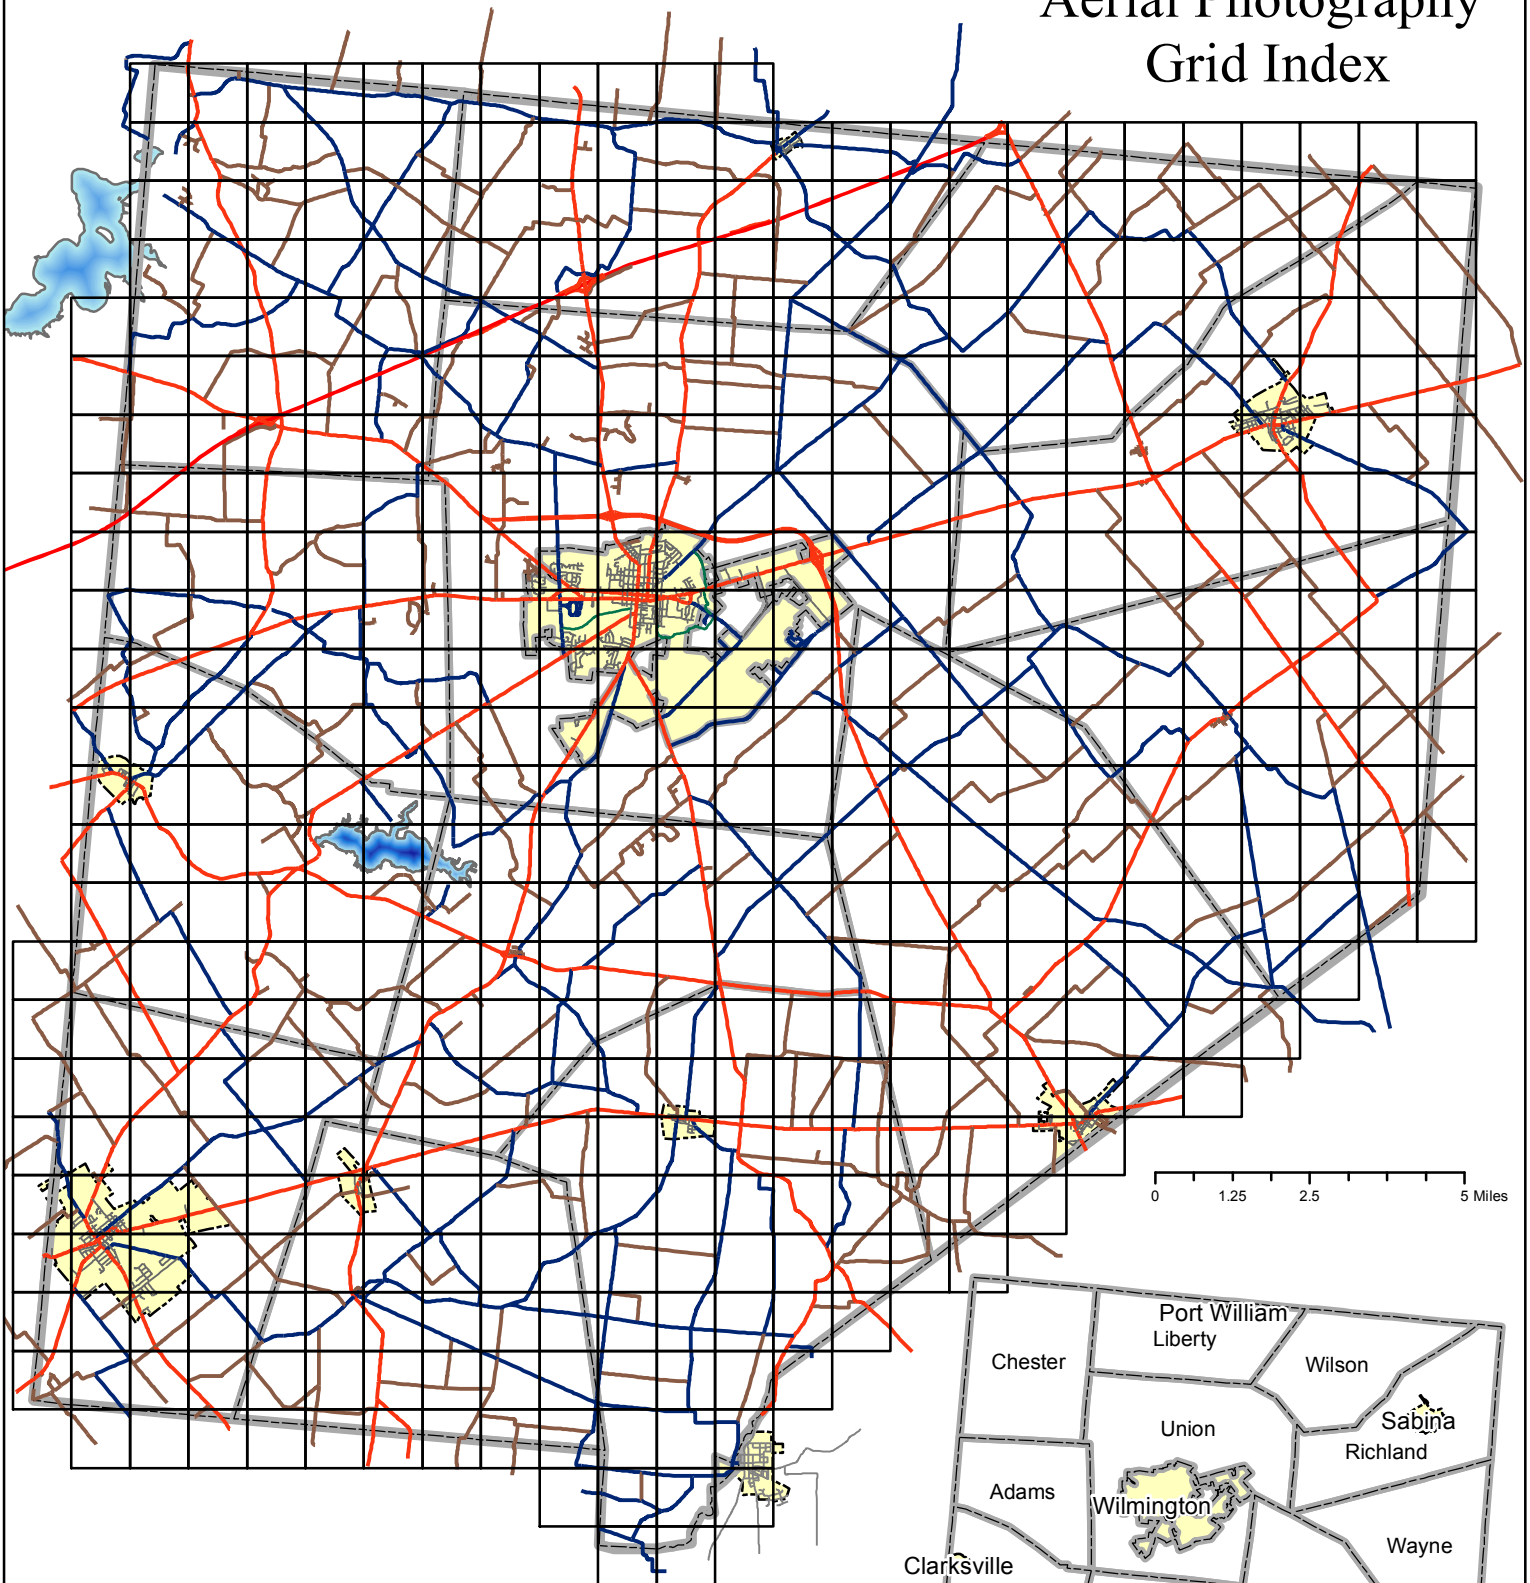 Aerial Photography
Grid Index
0 1.25 2.5 5 Miles
Port William
Liberty
Chester
Wilson
Sabina
Union
Richland
Adams
Wilmington
Wayne
Clarksville